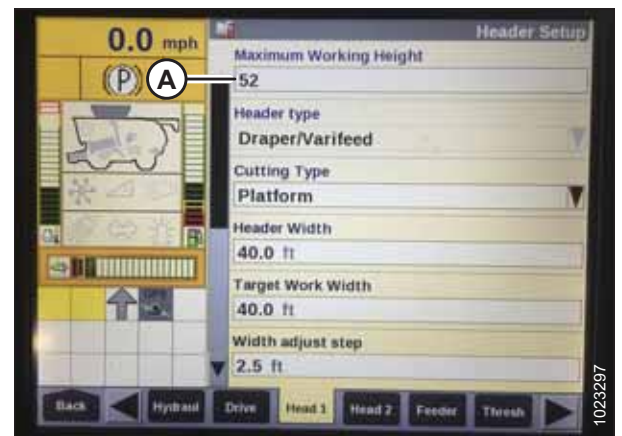 0.0 mph
(P)
A
Header Setup
Maximum Working Height
52
Header type
Draper/Varifeed
Cutting Type
Platform
Header Width
40.0 ft
Target Work Width
40.0 ft
Width adjust step
2.5 ft
Back
Hydraul
Drive
Head 1
Head 2
Feeder
Thresh
1023297